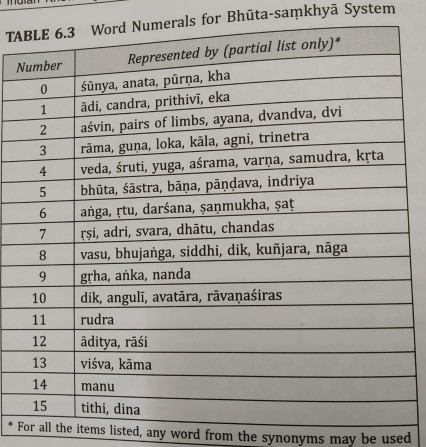 TABLE 6.3 Word Numerals for Bhūta-saṃkhyā System
Number Represented by (partial list only)*
0 śūnya, anata, pūrṇa, kha
1 ādi, candra, prithivī, eka
2 aśvin, pairs of limbs, ayana, dvandva, dvi
3 rāma, guṇa, loka, kāla, agni, trinetra
4 veda, śruti, yuga, aśrama, varṇa, samudra, kṛta
5 bhūta, śāstra, bāṇa, pāṇḍava, indriya
6 aṅga, ṛtu, darśana, ṣaṇmukha, ṣaṭ
7 ṛṣi, adri, svara, dhātu, chandas
8 vasu, bhujaṅga, siddhi, dik, kuñjara, nāga
9 gṛha, aṅka, nanda
10 dik, angulī, avatāra, rāvaṇaśiras
11 rudra
12 āditya, rāśi
13 viśva, kāma
14 manu
15 tithi, dina
* For all the items listed, any word from the synonyms may be used